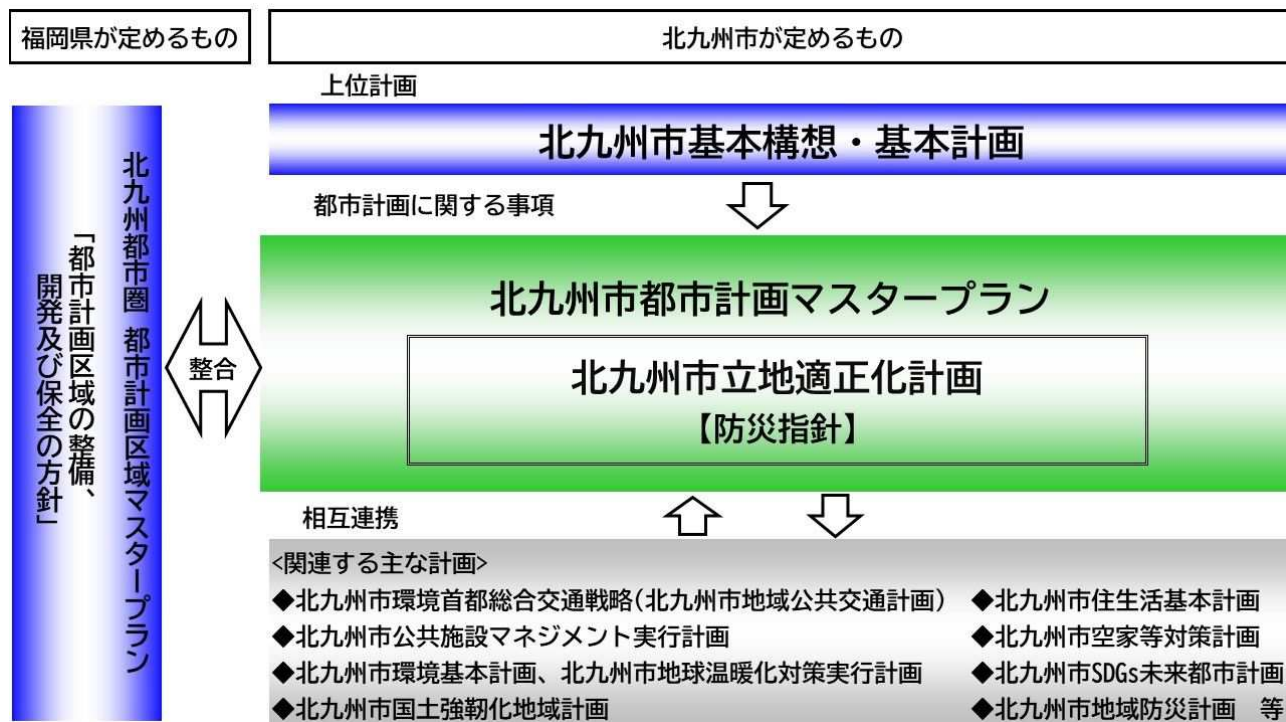 福岡県が定めるもの
北九州市が定めるもの
上位計画
北九州市基本構想・基本計画
都市計画に関する事項
北九州都市圏 都市計画区域マスタープラン
「都市計画区域の整備、
開発及び保全の方針」
整合
北九州市都市計画マスタープラン
北九州市立地適正化計画
【防災指針】
相互連携
<関連する主な計画>
◆北九州市環境首都総合交通戦略(北九州市地域公共交通計画) ◆北九州市住生活基本計画
◆北九州市公共施設マネジメント実行計画 ◆北九州市空家等対策計画
◆北九州市環境基本計画、北九州市地球温暖化対策実行計画 ◆北九州市SDGs未来都市計画
◆北九州市国土強靭化地域計画 ◆北九州市地域防災計画 等